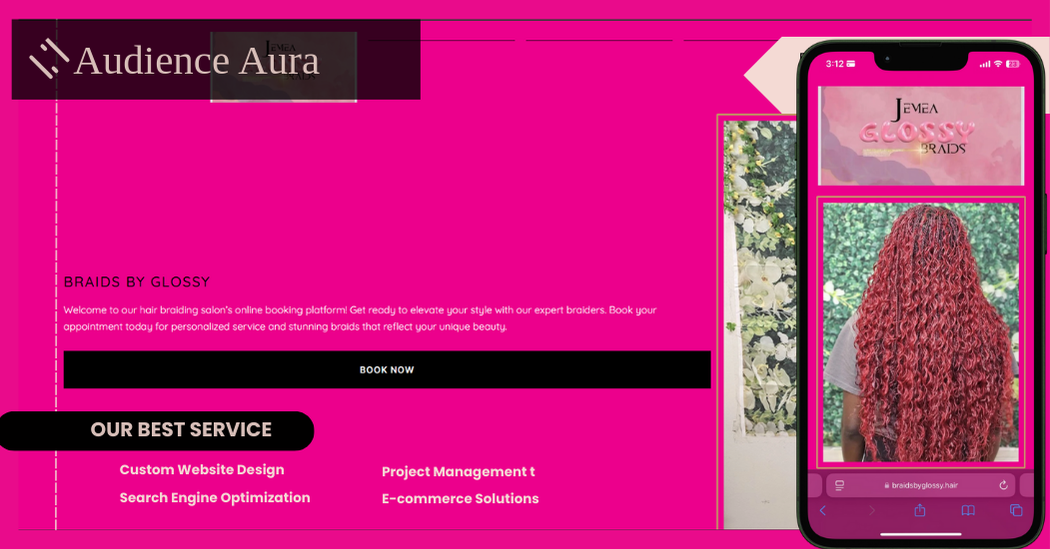 Audience Aura
JEMEA
3:12
23
JEMEA
GLOSSY
BRAIDS
BRAIDS BY GLOSSY
Welcome to our hair braiding salon's online booking platform! Get ready to elevate your style with our expert braiders. Book your
appointment today for personalized service and stunning braids that reflect your unique beauty.
BOOK NOW
OUR BEST SERVICE
Custom Website Design
Project Management t
Search Engine Optimization
E-commerce Solutions
braidsbyglossy.hair